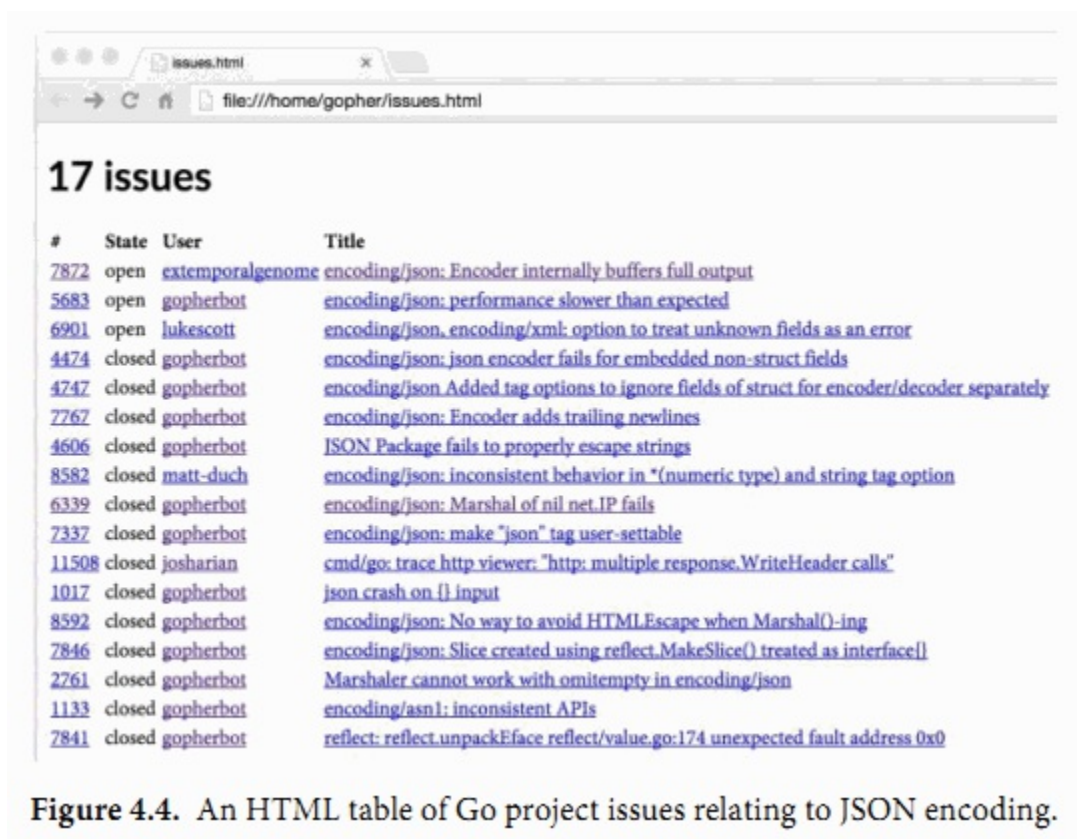 issues.html
file:///home/gopher/issues.html
17 issues
# State User Title
7872 open extemporalgenome encoding/json: Encoder internally buffers full output
5683 open gopherbot encoding/json: performance slower than expected
6901 open lukescott encoding/json, encoding/xml: option to treat unknown fields as an error
4474 closed gopherbot encoding/json: json encoder fails for embedded non-struct fields
4747 closed gopherbot encoding/json Added tag options to ignore fields of struct for encoder/decoder separately
7767 closed gopherbot encoding/json: Encoder adds trailing newlines
4606 closed gopherbot JSON Package fails to properly escape strings
8582 closed matt-duch encoding/json: inconsistent behavior in *(numeric type) and string tag option
6339 closed gopherbot encoding/json: Marshal of nil net.IP fails
7337 closed gopherbot encoding/json: make "json" tag user-settable
11508 closed josharian cmd/go: trace http viewer: "http: multiple response.WriteHeader calls"
1017 closed gopherbot json crash on {} input
8592 closed gopherbot encoding/json: No way to avoid HTMLEscape when Marshal()-ing
7846 closed gopherbot encoding/json: Slice created using reflect.MakeSlice() treated as interface{}
2761 closed gopherbot Marshaler cannot work with omitempty in encoding/json
1133 closed gopherbot encoding/asn1: inconsistent APIs
7841 closed gopherbot reflect: reflect.unpackEface reflect/value.go:174 unexpected fault address 0x0
Figure 4.4. An HTML table of Go project issues relating to JSON encoding.